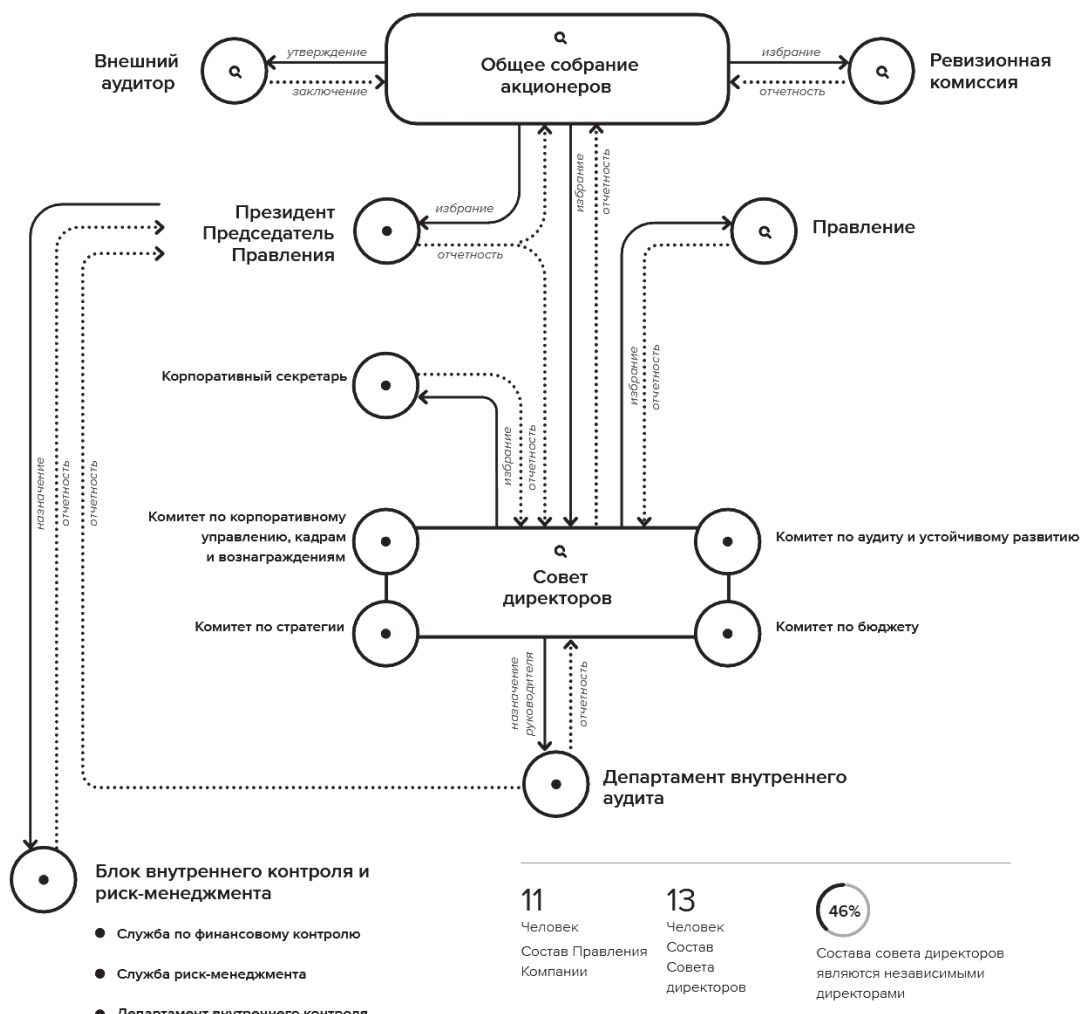 Внешний
аудитор
утверждение
заключение
Общее собрание
акционеров
избрание
отчетность
Ревизионная
комиссия
избрание
отчетность
Президент
Председатель
Правления
избрание
отчетность
Правление
избрание
отчетность
Корпоративный секретарь
избрание
отчетность
назначение
отчетность
отчетность
Комитет по корпоративному
управлению, кадрам
и вознаграждениям
Комитет по аудиту и устойчивому развитию
Совет
директоров
Комитет по стратегии
Комитет по бюджету
назначение
руководителя
отчетность
Департамент внутреннего
аудита
Блок внутреннего контроля и
риск-менеджмента
Служба по финансовому контролю
Служба риск-менеджмента
Департамент внутреннего контроля
11
Человек
Состав Правления
Компании
13
Человек
Состав
Совета
директоров
46%
Состава совета директоров
являются независимыми
директорами